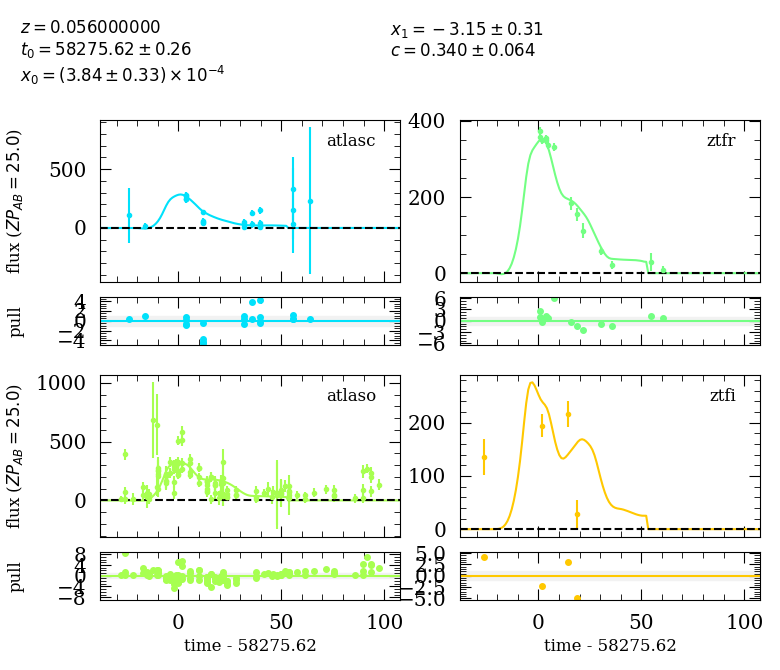 z = 0.056000000
t₀ = 58275.62 ± 0.26
x₀ = (3.84 ± 0.33) × 10⁻⁴
x₁ = −3.15 ± 0.31
c = 0.340 ± 0.064
flux (ZP_AB = 25.0)
500
0
atlasc
400
200
0
ztfr
pull
4
2
0
−2
−4
6
3
0
−3
−6
flux (ZP_AB = 25.0)
1000
500
0
atlaso
200
100
0
ztfi
pull
8
4
0
−4
−8
5.0
2.5
0.0
−2.5
−5.0
0 50 100
0 50 100
time - 58275.62
time - 58275.62